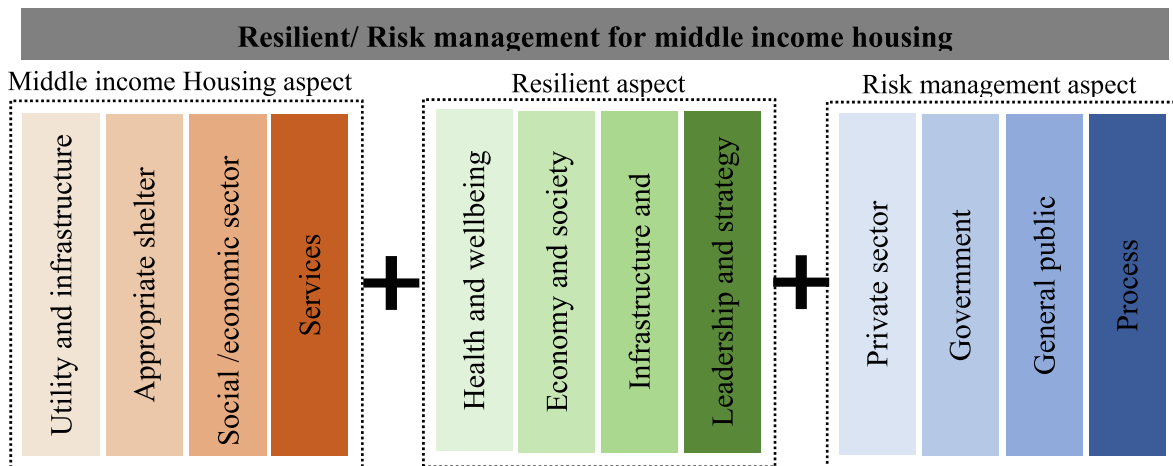 Resilient/ Risk management for middle income housing
Middle income Housing aspect
Resilient aspect
Risk management aspect
Utility and infrastructure
Appropriate shelter
Social /economic sector
Services
+
Health and wellbeing
Economy and society
Infrastructure and
Leadership and strategy
+
Private sector
Government
General public
Process